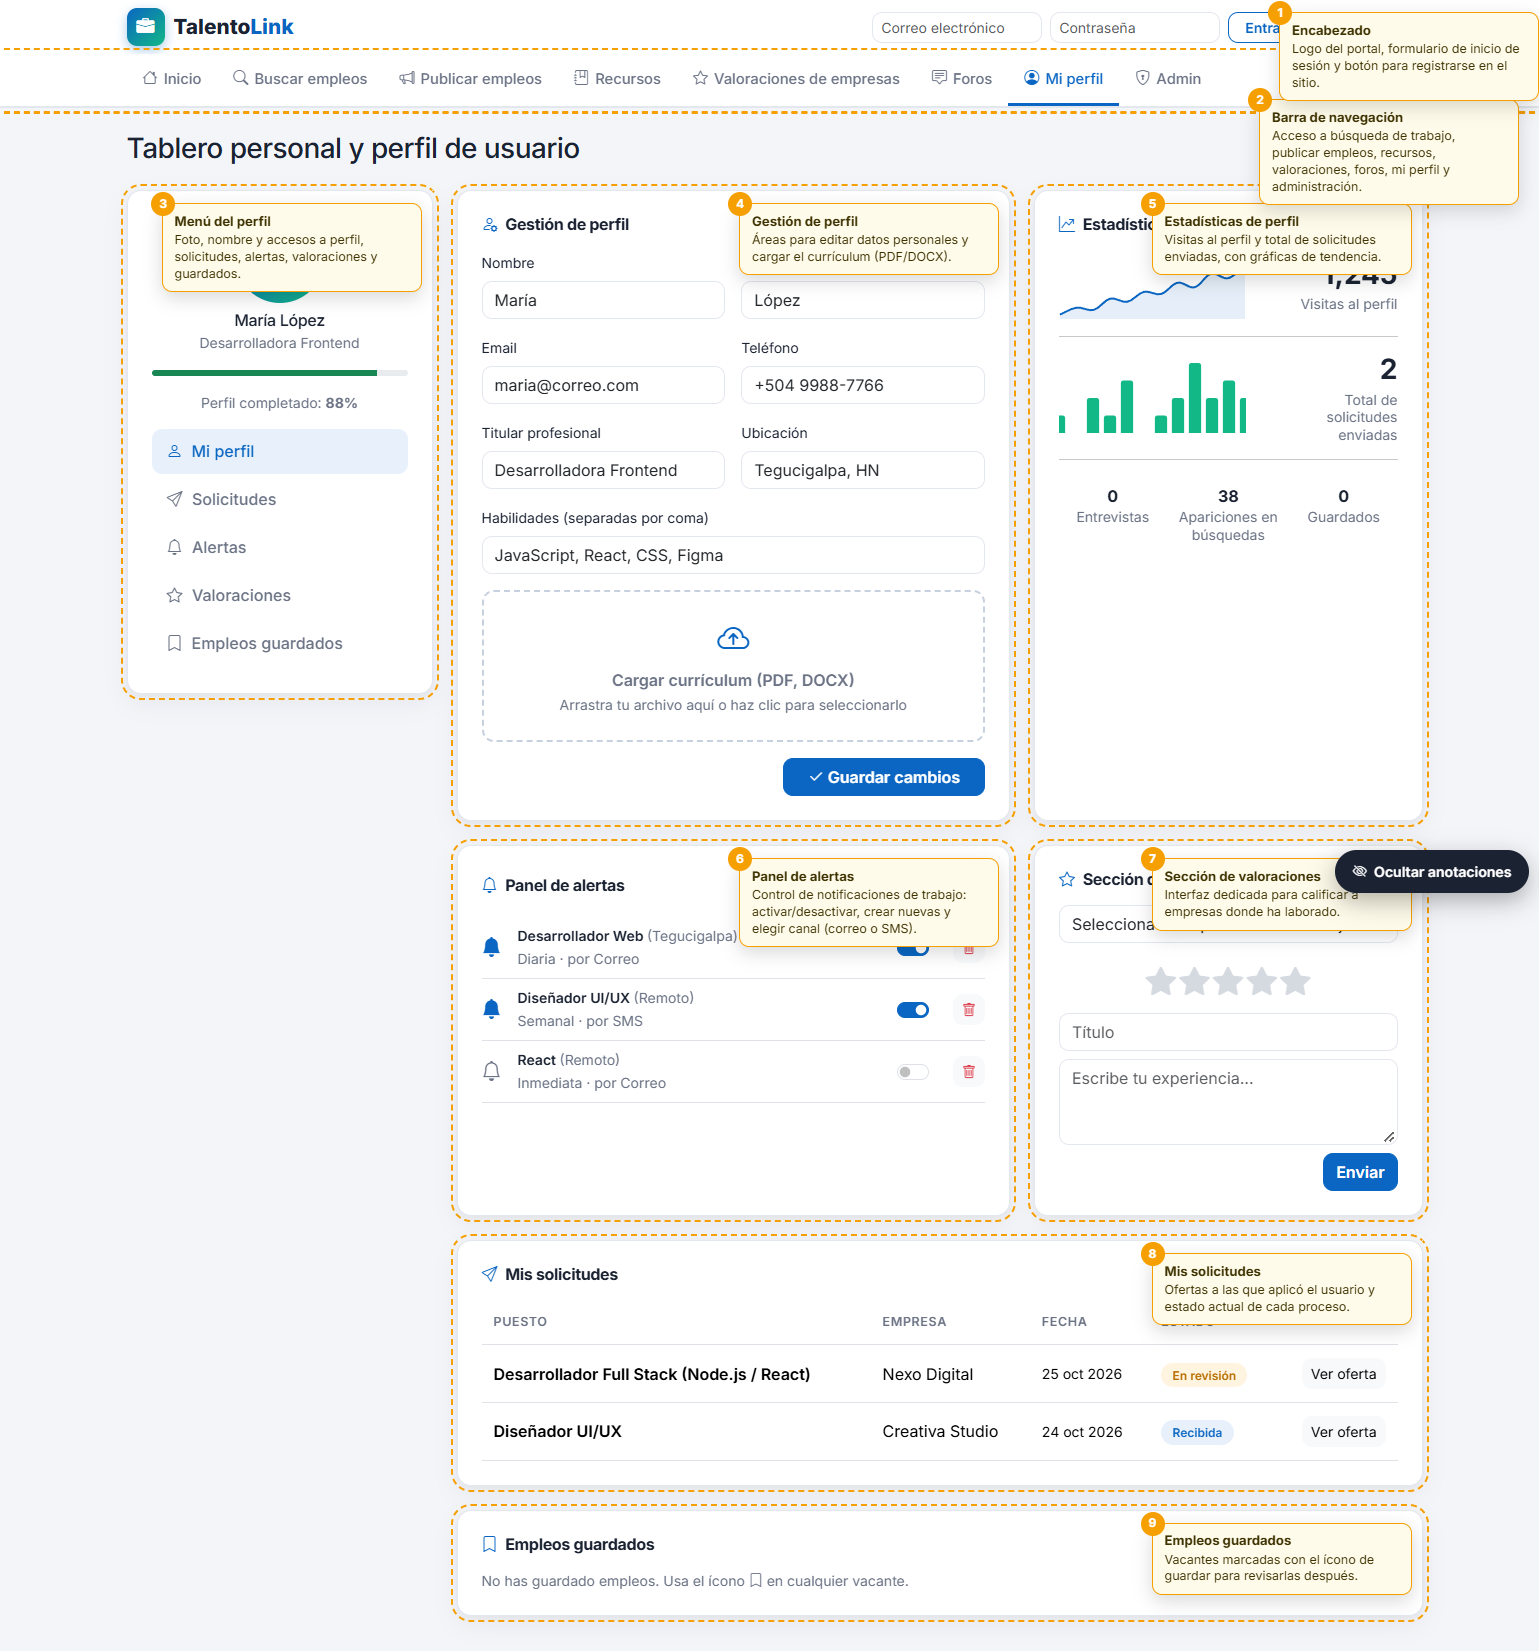 TalentoLink
Correo electrónico
Contraseña
1
Encabezado
Logo del portal, formulario de inicio de
sesión y botón para registrarse en el
sitio.
Inicio
Buscar empleos
Publicar empleos
Recursos
Valoraciones de empresas
Foros
Mi perfil
Admin
2
Barra de navegación
Acceso a búsqueda de trabajo,
publicar empleos, recursos,
valoraciones, foros, mi perfil y
administración.
Tablero personal y perfil de usuario
3
Menú del perfil
Foto, nombre y accesos a perfil,
solicitudes, alertas, valoraciones y
guardados.
María López
Desarrolladora Frontend
Perfil completado: 88%
Mi perfil
Solicitudes
Alertas
Valoraciones
Empleos guardados
Gestión de perfil
4
Gestión de perfil
Áreas para editar datos personales y
cargar el currículum (PDF/DOCX).
Nombre
María
López
Email
Teléfono
maria@correo.com
+504 9988-7766
Titular profesional
Ubicación
Desarrolladora Frontend
Tegucigalpa, HN
Habilidades (separadas por coma)
JavaScript, React, CSS, Figma
Cargar currículum (PDF, DOCX)
Arrastra tu archivo aquí o haz clic para seleccionarlo
Guardar cambios
5
Estadísticas de perfil
Visitas al perfil y total de solicitudes
enviadas, con gráficas de tendencia.
Visitas al perfil
2
Total de
solicitudes
enviadas
0
Entrevistas
38
Apariciones en
búsquedas
0
Guardados
Panel de alertas
6
Panel de alertas
Control de notificaciones de trabajo:
activar/desactivar, crear nuevas y
elegir canal (correo o SMS).
Desarrollador Web (Tegucigalpa)
Diaria · por Correo
Diseñador UI/UX (Remoto)
Semanal · por SMS
React (Remoto)
Inmediata · por Correo
Sección
7
Sección de valoraciones
Interfaz dedicada para calificar a
empresas donde ha laborado.
Ocultar anotaciones
Título
Escribe tu experiencia...
Enviar
Mis solicitudes
8
Mis solicitudes
Ofertas a las que aplicó el usuario y
estado actual de cada proceso.
PUESTO
EMPRESA
FECHA
Desarrollador Full Stack (Node.js / React)
Nexo Digital
25 oct 2026
En revisión
Ver oferta
Diseñador UI/UX
Creativa Studio
24 oct 2026
Recibida
Ver oferta
Empleos guardados
No has guardado empleos. Usa el ícono en cualquier vacante.
9
Empleos guardados
Vacantes marcadas con el ícono de
guardar para revisarlas después.